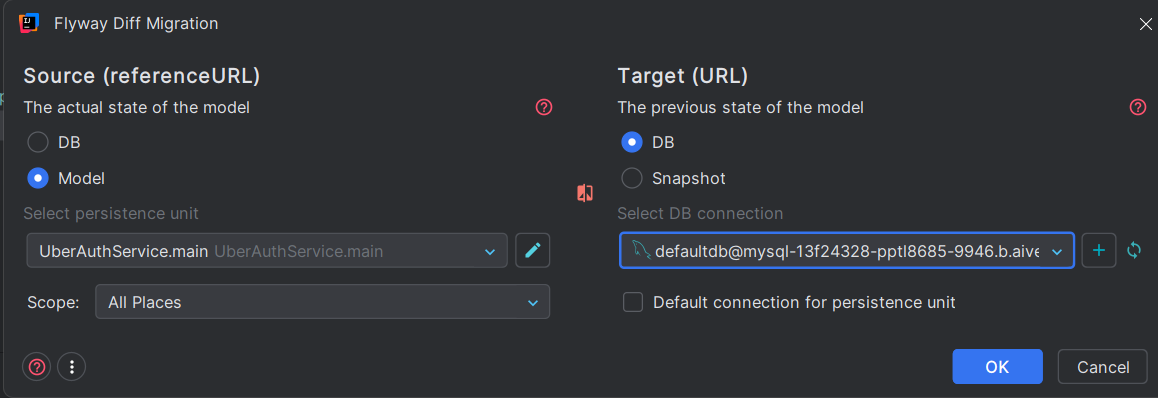 Flyway Diff Migration
Source (referenceURL)
The actual state of the model
DB
Model
Select persistence unit
UberAuthService.main UberAuthService.main
Scope: All Places
Target (URL)
The previous state of the model
DB
Snapshot
Select DB connection
defaultdb@mysql-13f24328-pptl8685-9946.b.aive
Default connection for persistence unit
OK Cancel